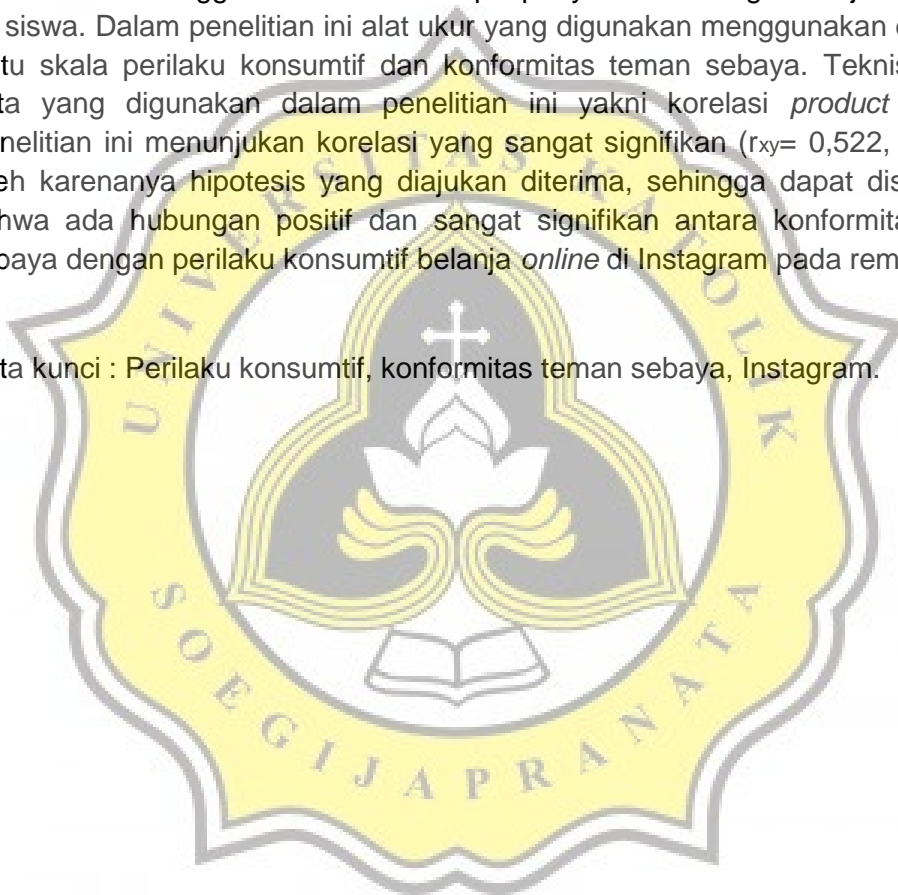 siswa. Dalam penelitian ini alat ukur yang digunakan menggunakan
tu skala perilaku konsumtif dan konformitas teman sebaya. Teknis
ta yang digunakan dalam penelitian ini yakni korelasi product
nelitian ini menunjukan korelasi yang sangat signifikan (rxy= 0,522,
eh karenanya hipotesis yang diajukan diterima, sehingga dapat dis
hwa ada hubungan positif dan sangat signifikan antara konformita
baya dengan perilaku konsumtif belanja online di Instagram pada rem
ta kunci : Perilaku konsumtif, konformitas teman sebaya, Instagram.
UNIVERSITAS KATOLIK
SOEGIJAPRANATA